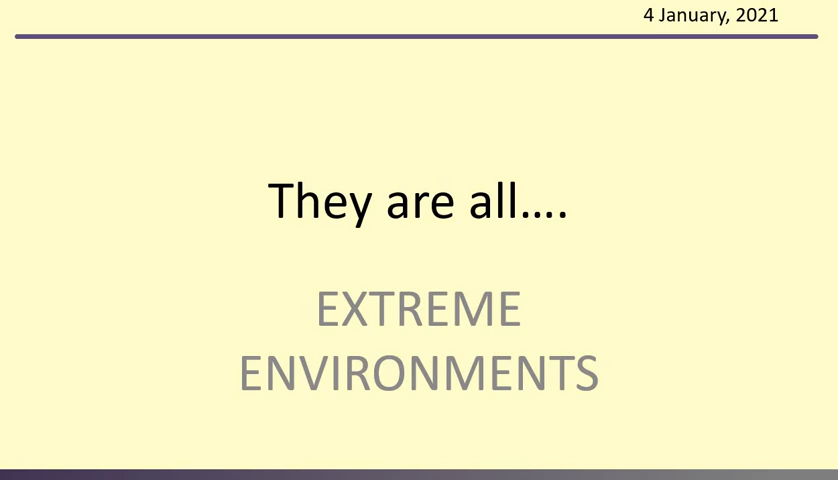 4 January, 2021
They are all....
EXTREME
ENVIRONMENTS